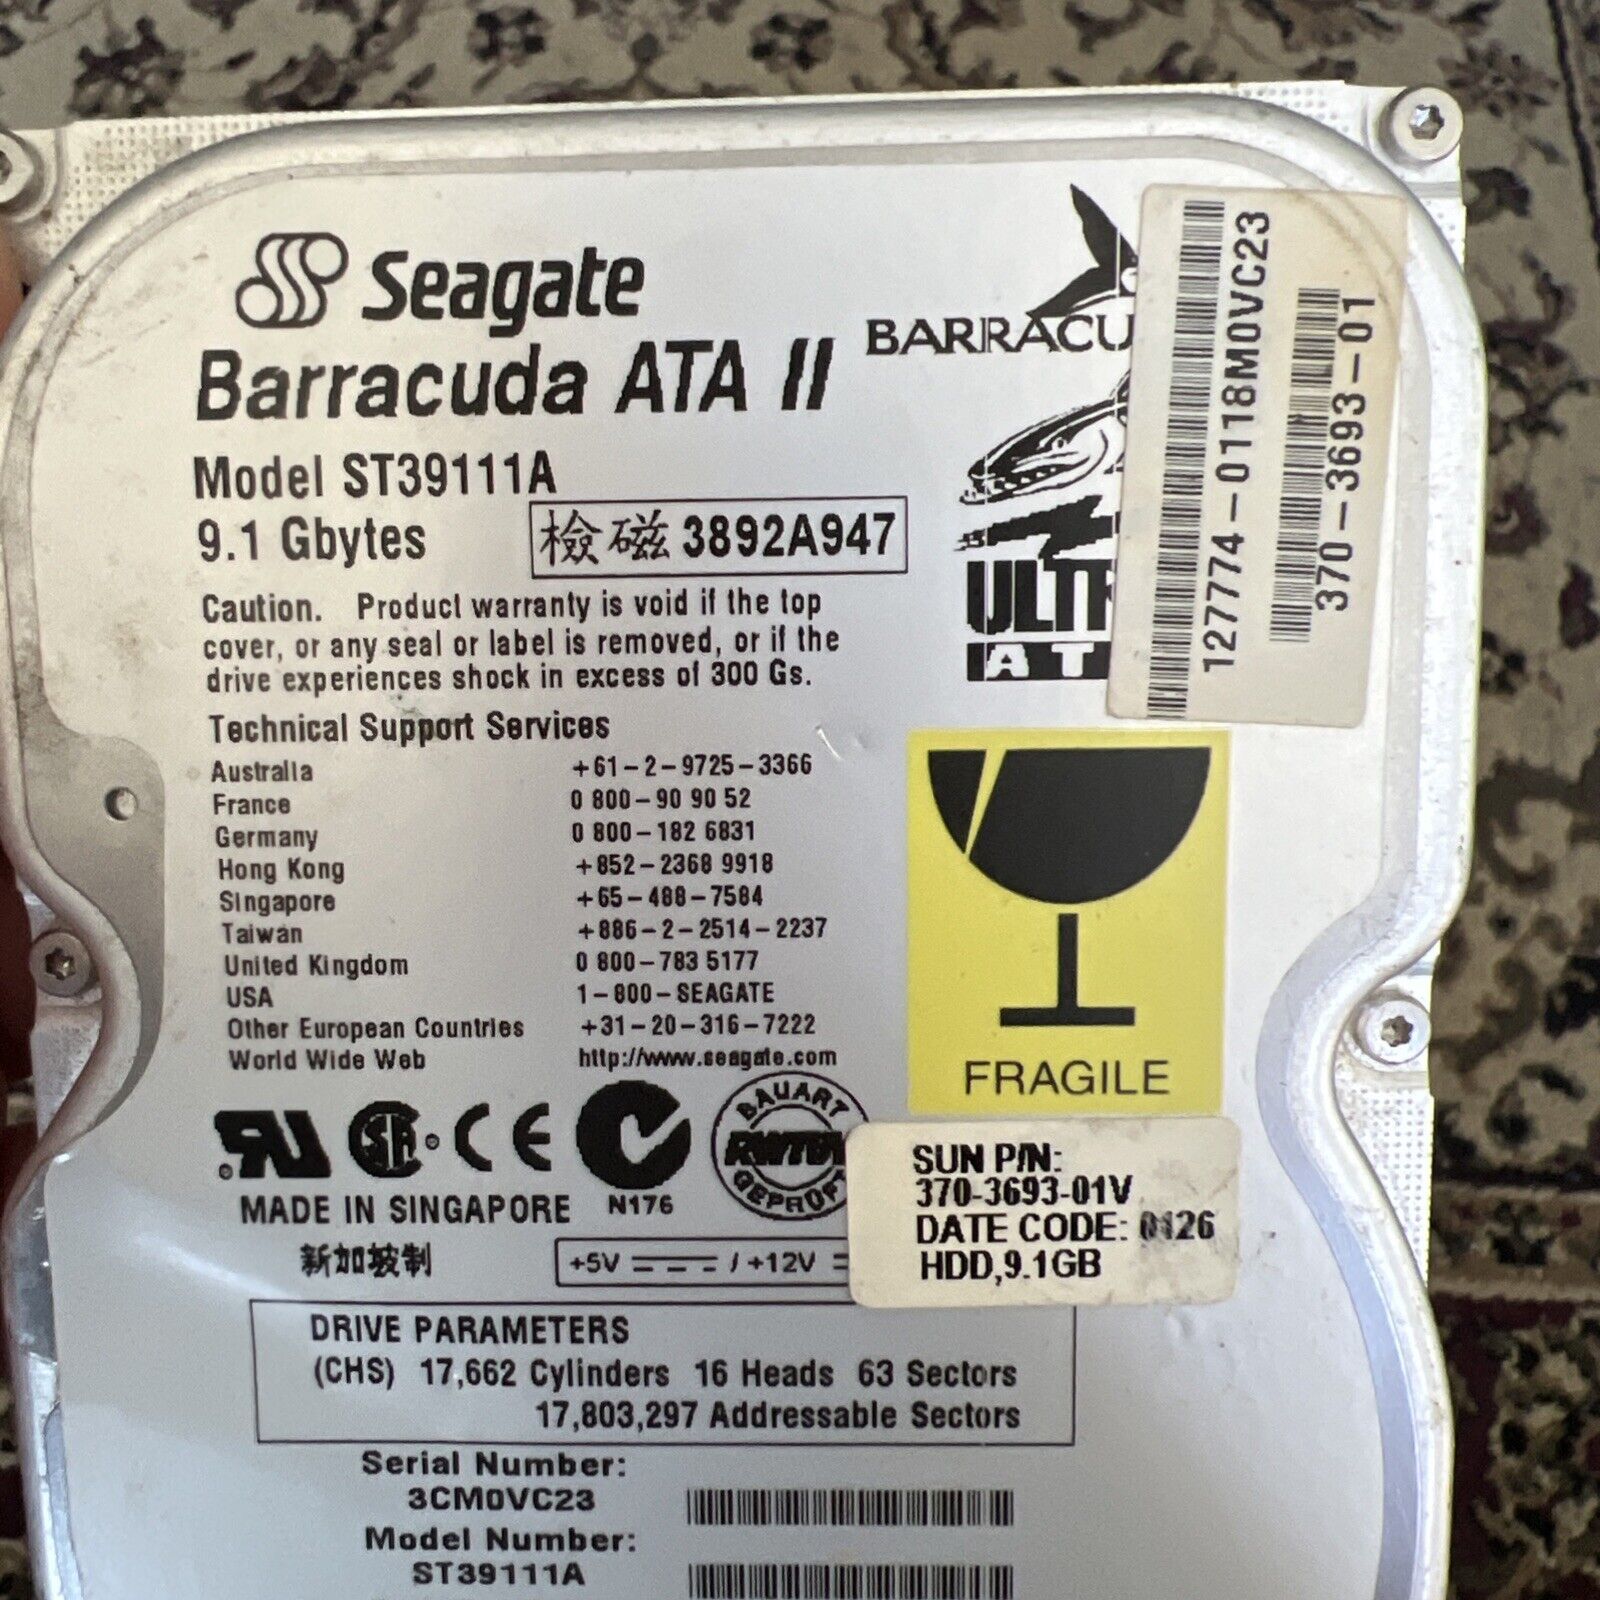 Seagate
Barracuda ATA II
BARRACU
Model ST39111A
9.1 Gbytes
檢磁 3892A947
ULTR
AT
127774-0118M0VC23
370-3693-01
Caution. Product warranty is void if the top
cover, or any seal or label is removed, or if the
drive experiences shock in excess of 300 Gs.
Technical Support Services
Australia +61-2-9725-3366
France 0 800-90 90 52
Germany 0 800-182 6831
Hong Kong +852-2368 9918
Singapore +65-488-7584
Taiwan +886-2-2514-2237
United Kingdom 0 800-783 5177
USA 1-800-SEAGATE
Other European Countries +31-20-316-7222
World Wide Web http://www.seagate.com
FRAGILE
CE
N176
BAUART
GEPRÜFT
MADE IN SINGAPORE
新加坡制
+5V / +12V
SUN P/N:
370-3693-01V
DATE CODE: 0126
HDD,9.1GB
DRIVE PARAMETERS
(CHS) 17,662 Cylinders 16 Heads 63 Sectors
17,803,297 Addressable Sectors
Serial Number:
3CM0VC23
Model Number:
ST39111A